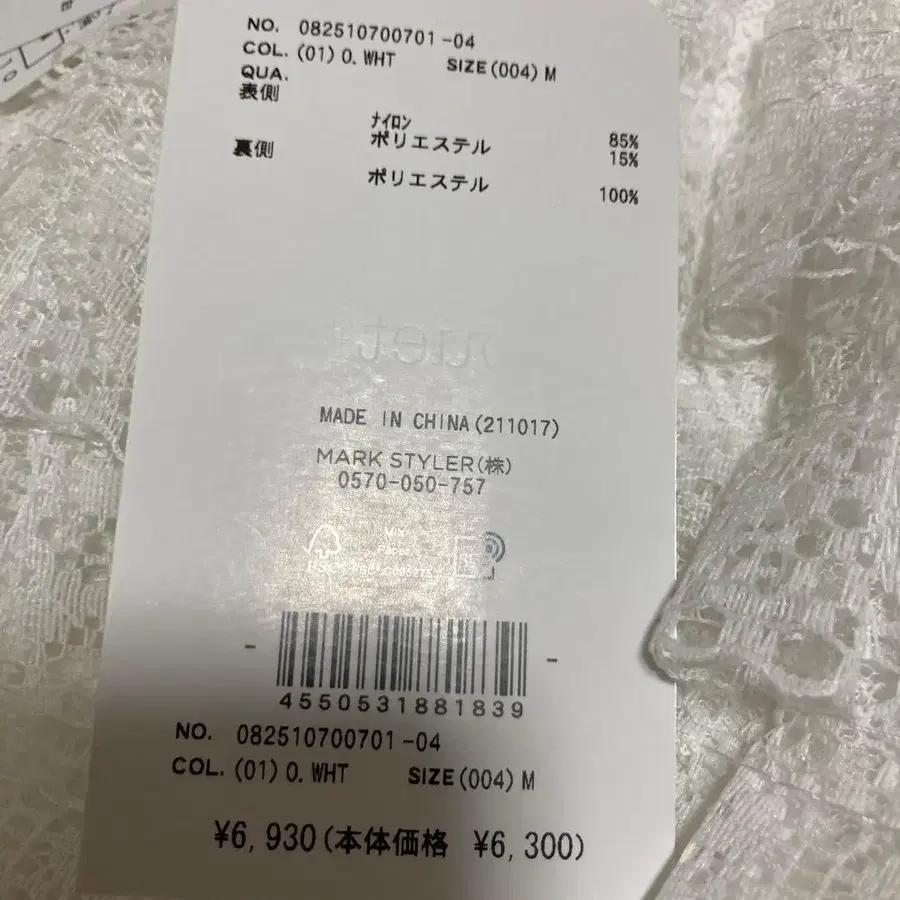 NO. 082510700701-04
COL. (01) O. WHT SIZE(004) M
QUA.
表側
ナイロン 85%
ポリエステル 15%
裏側
ポリエステル 100%
MADE IN CHINA(211017)
MARK STYLER(株)
0570-050-757
MIX
Paper
4550531881839
NO. 082510700701-04
COL. (01) O. WHT SIZE(004) M
¥6,930(本体価格 ¥6,300)